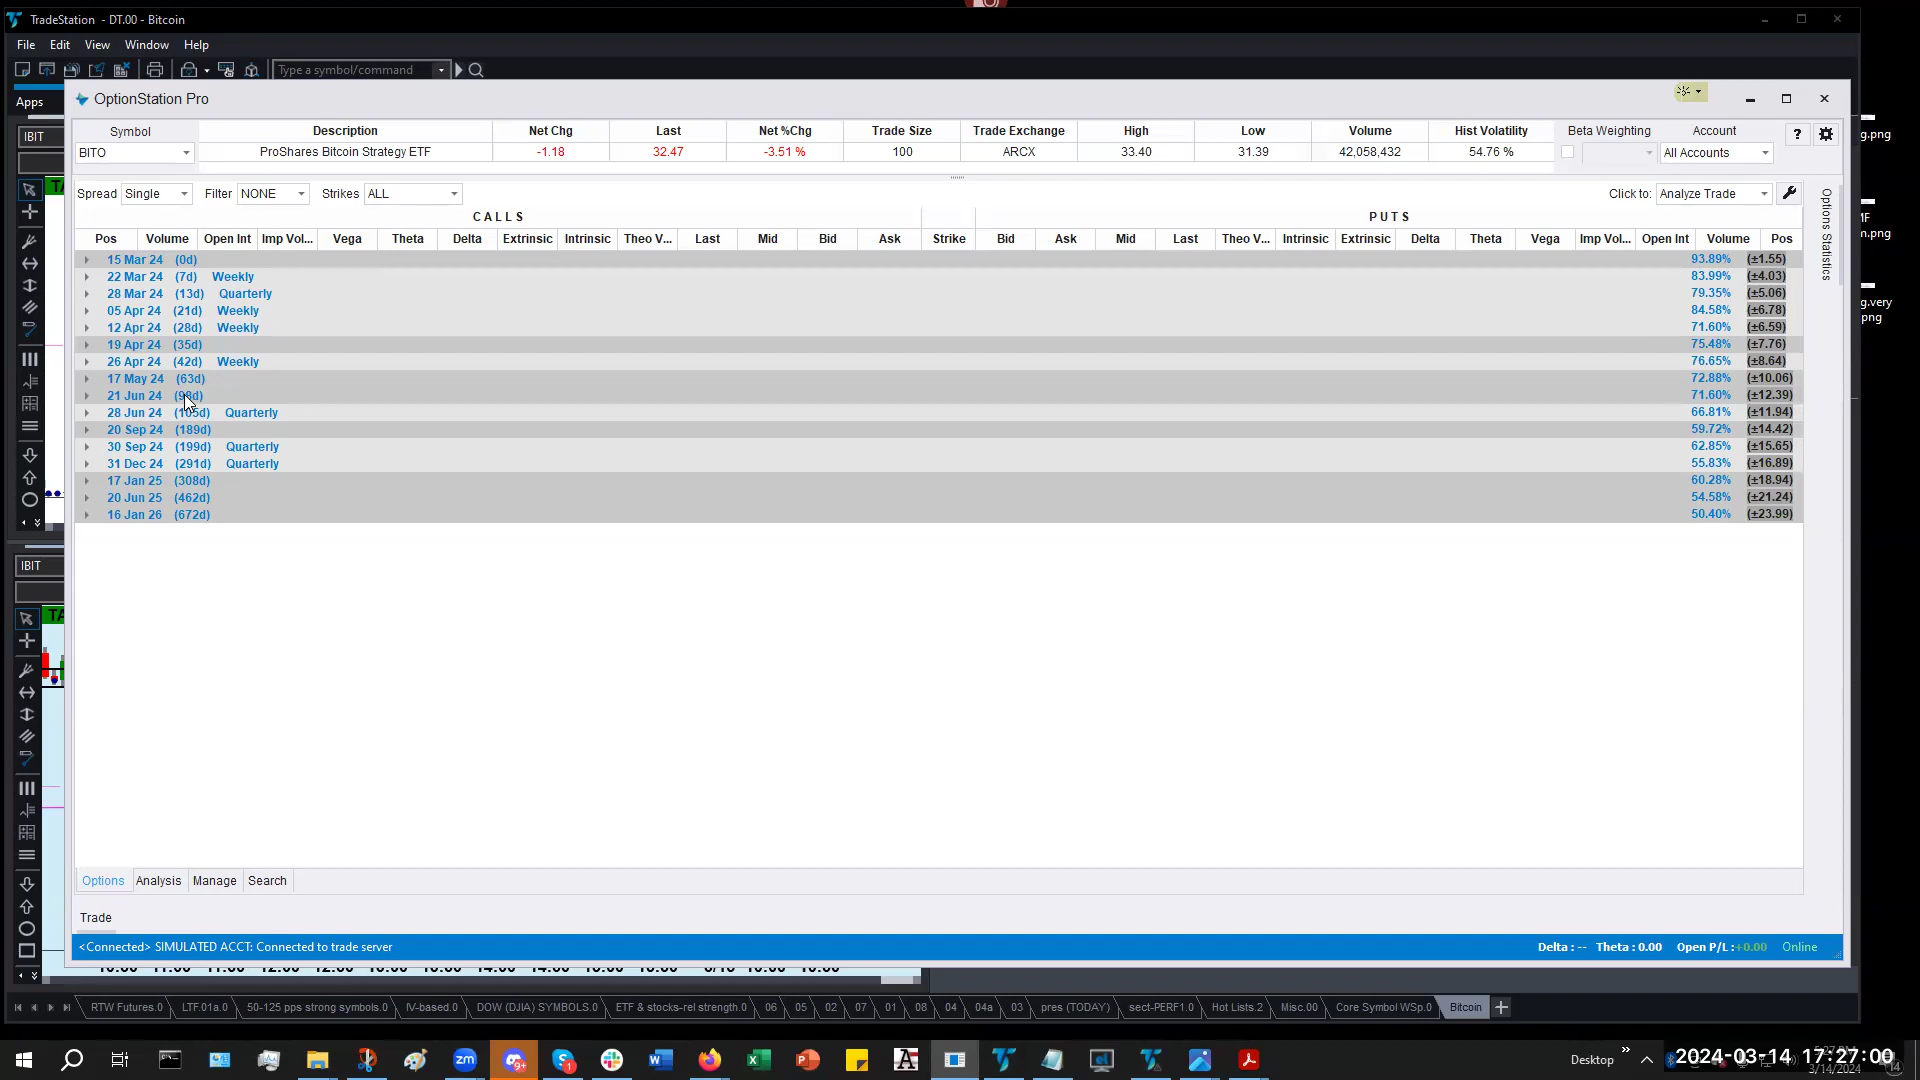 TradeStation - DT.00 - Bitcoin
File Edit View Window Help
Type a symbol/command
Apps
OptionStation Pro
IBIT
Symbol Description Net Chg Last Net %Chg Trade Size Trade Exchange High Low Volume Hist Volatility Beta Weighting Account
BITO ProShares Bitcoin Strategy ETF -1.18 32.47 -3.51 % 100 ARCX 33.40 31.39 42,058,432 54.76 % All Accounts ?
g.png
Spread Single Filter NONE Strikes ALL Click to: Analyze Trade
Options Statistics
CALLS PUTS
Pos Volume Open Int Imp Vol... Vega Theta Delta Extrinsic Intrinsic Theo V... Last Mid Bid Ask Strike Bid Ask Mid Last Theo V... Intrinsic Extrinsic Delta Theta Vega Imp Vol... Open Int Volume Pos
15 Mar 24 (0d) 93.89% (±1.55)
22 Mar 24 (7d) Weekly 83.99% (±4.03)
28 Mar 24 (13d) Quarterly 79.35% (±5.06)
05 Apr 24 (21d) Weekly 84.58% (±6.78)
12 Apr 24 (28d) Weekly 71.60% (±6.59)
19 Apr 24 (35d) 75.48% (±7.76)
26 Apr 24 (42d) Weekly 76.65% (±8.64)
17 May 24 (63d) 72.88% (±10.06)
21 Jun 24 (98d) 71.60% (±12.39)
28 Jun 24 (105d) Quarterly 66.81% (±11.94)
20 Sep 24 (189d) 59.72% (±14.42)
30 Sep 24 (199d) Quarterly 62.85% (±15.65)
31 Dec 24 (291d) Quarterly 55.83% (±16.89)
17 Jan 25 (308d) 60.28% (±18.94)
20 Jun 25 (462d) 54.58% (±21.24)
16 Jan 26 (672d) 50.40% (±23.99)
MF
n.png
g.very
png
IBIT
TA
TA
Options Analysis Manage Search
Trade
<Connected> SIMULATED ACCT: Connected to trade server Delta : -- Theta : 0.00 Open P/L :+0.00 Online
RTW Futures.0 LTF.01a.0 50-125 pps strong symbols.0 IV-based.0 DOW (DJIA) SYMBOLS.0 ETF & stocks-rel strength.0 06 05 02 07 01 08 04 04a 03 pres (TODAY) sect-PERF1.0 Hot Lists.2 Misc.00 Core Symbol WSp.0 Bitcoin
Desktop
2024-03-14 17:27:00
3/14/2024